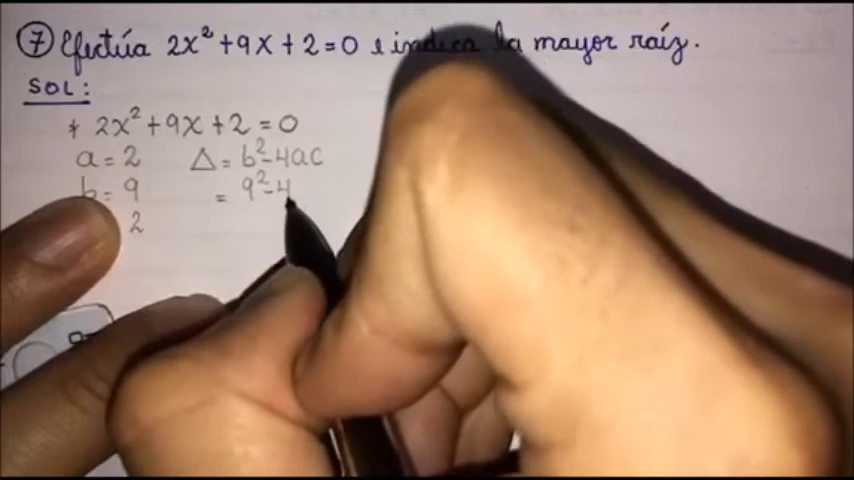 7 Efectúa 2x²+9x+2=0 e indica la mayor raíz.
SOL:
* 2x²+9x+2=0
a=2 Δ=b²-4ac
b=9 =9²-4
2